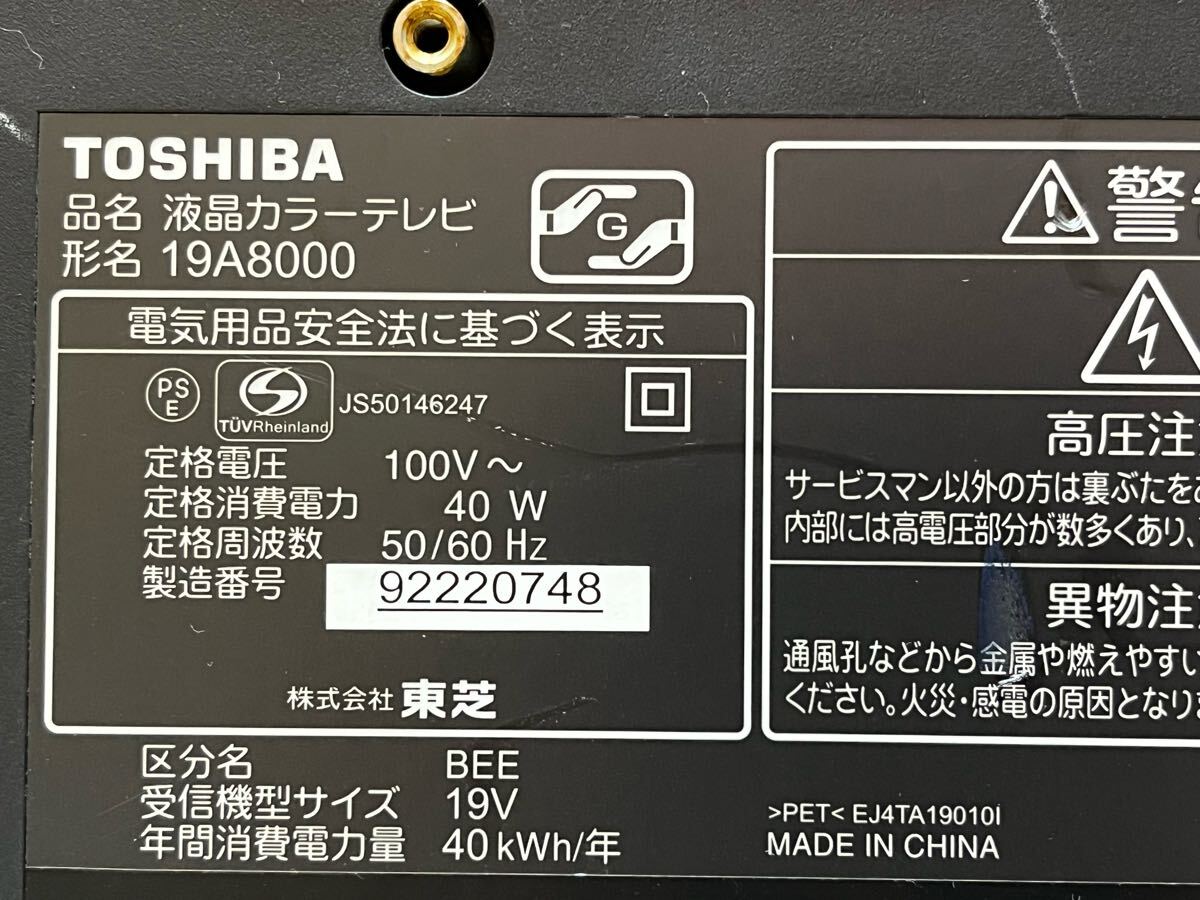 TOSHIBA
品名 液晶カラーテレビ
形名 19A8000
G
電気用品安全法に基づく表示
PS
E
TÜVRheinland
JS50146247
定格電圧 100V～
定格消費電力 40 W
定格周波数 50/60 Hz
製造番号 92220748
株式会社 東芝
区分名 BEE
受信機型サイズ 19V
年間消費電力量 40kWh/年
警
高圧注
サービスマン以外の方は裏ぶたを
内部には高電圧部分が数多くあり、
異物注
通風孔などから金属や燃えやすい
ください。火災・感電の原因となり
>PET< EJ4TA19010I
MADE IN CHINA